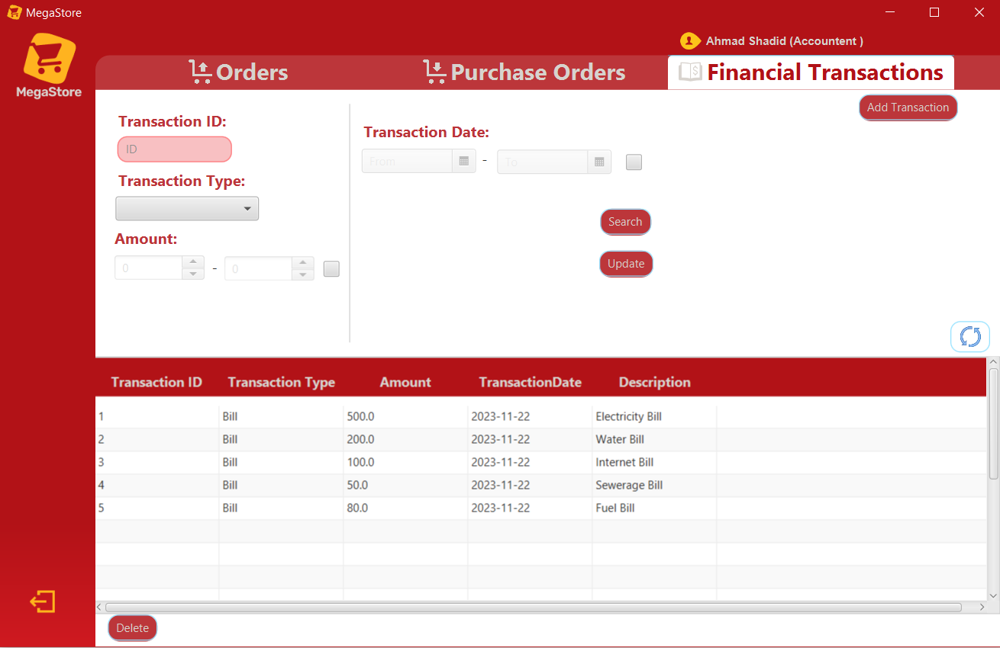 MegaStore
Ahmad Shadid (Accountent )
MegaStore
Orders
Purchase Orders
$ Financial Transactions
Add Transaction
Transaction ID:
ID
Transaction Type:
Amount:
0 - 0
Transaction Date:
From - To
Search
Update
Transaction ID Transaction Type Amount TransactionDate Description
1 Bill 500.0 2023-11-22 Electricity Bill
2 Bill 200.0 2023-11-22 Water Bill
3 Bill 100.0 2023-11-22 Internet Bill
4 Bill 50.0 2023-11-22 Sewerage Bill
5 Bill 80.0 2023-11-22 Fuel Bill
Delete